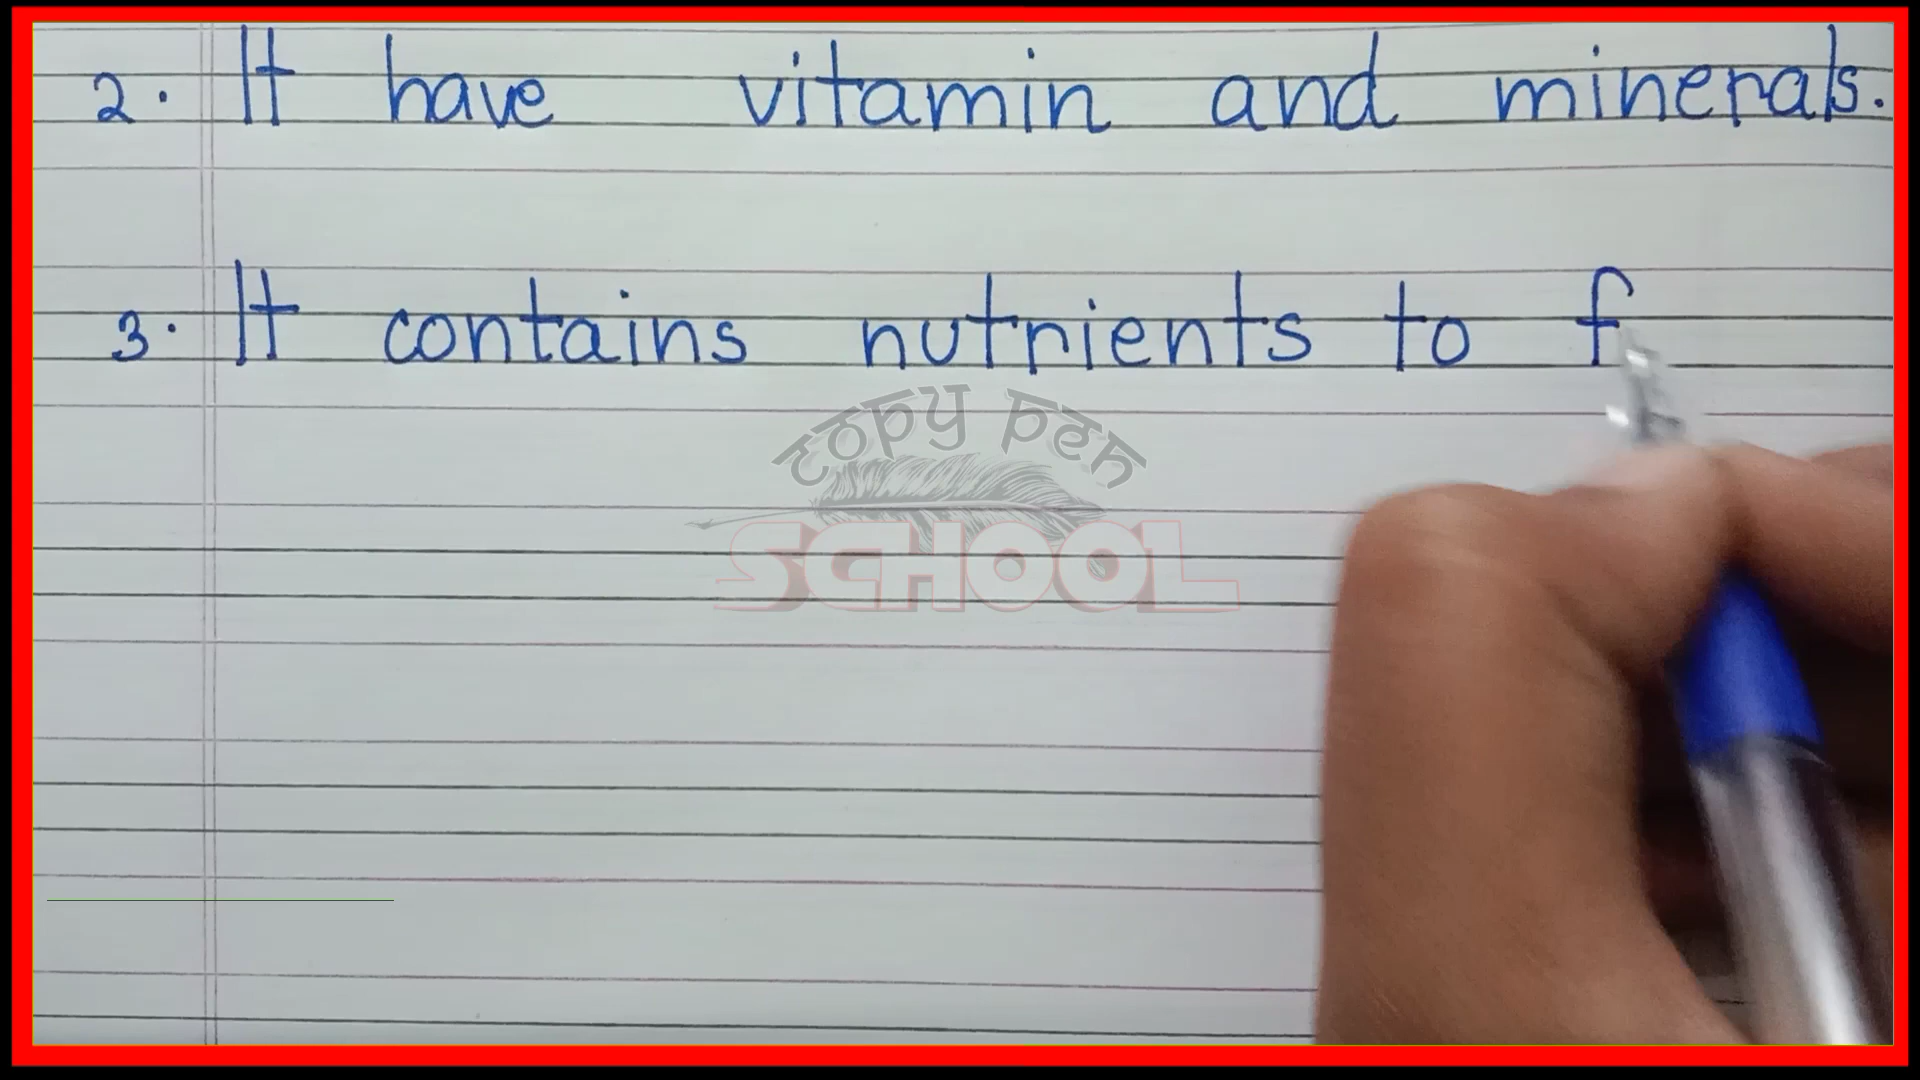 2. It have vitamin and minerals.
3. It contains nutrients to f
COPY PEN
SCHOOL